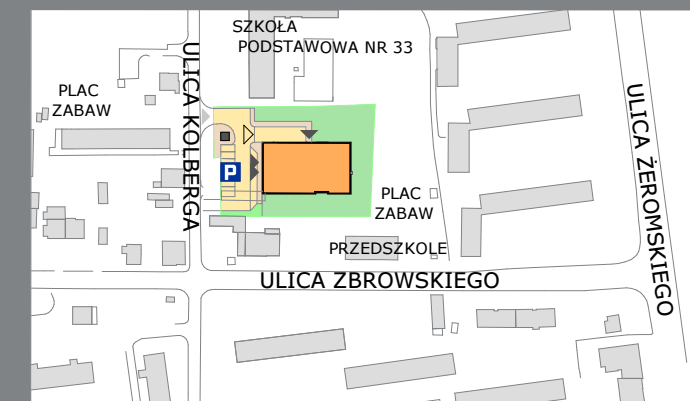 SZKOŁA
PODSTAWOWA NR 33
PLAC
ZABAW
ULICA KOLBERGA
P
ULICA ŻEROMSKIEGO
PLAC
ZABAW
PRZEDSZKOLE
ULICA ZBROWSKIEGO